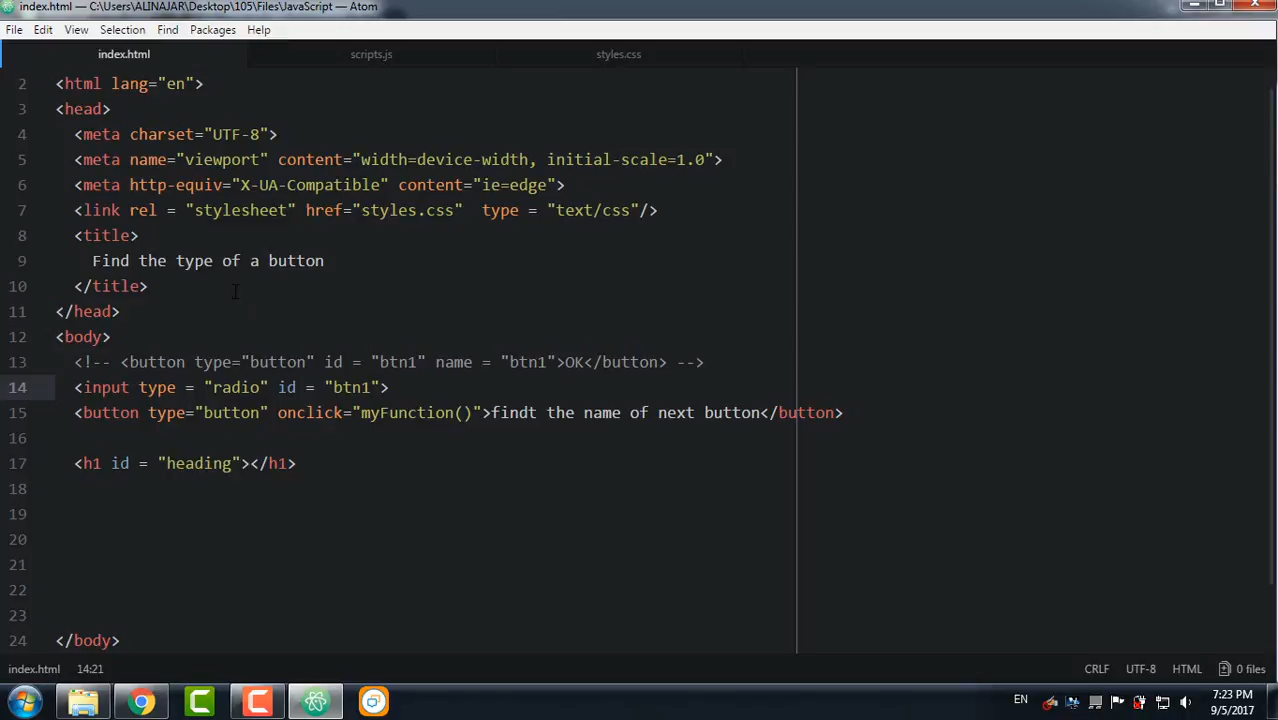 index.html — C:\Users\ALINAJAR\Desktop\105\Files\JavaScript — Atom
File Edit View Selection Find Packages Help
index.html scripts.js styles.css
2 <html lang="en">
3 <head>
4 <meta charset="UTF-8">
5 <meta name="viewport" content="width=device-width, initial-scale=1.0">
6 <meta http-equiv="X-UA-Compatible" content="ie=edge">
7 <link rel = "stylesheet" href="styles.css"  type = "text/css"/>
8 <title>
9 Find the type of a button
10 </title>
11 </head>
12 <body>
13 <!-- <button type="button" id = "btn1" name = "btn1">OK</button> -->
14 <input type = "radio" id = "btn1">
15 <button type="button" onclick="myFunction()">findt the name of next button</button>
16
17 <h1 id = "heading"></h1>
18
19
20
21
22
23
24 </body>
index.html 14:21 CRLF UTF-8 HTML 0 files
EN 7:23 PM
9/5/2017